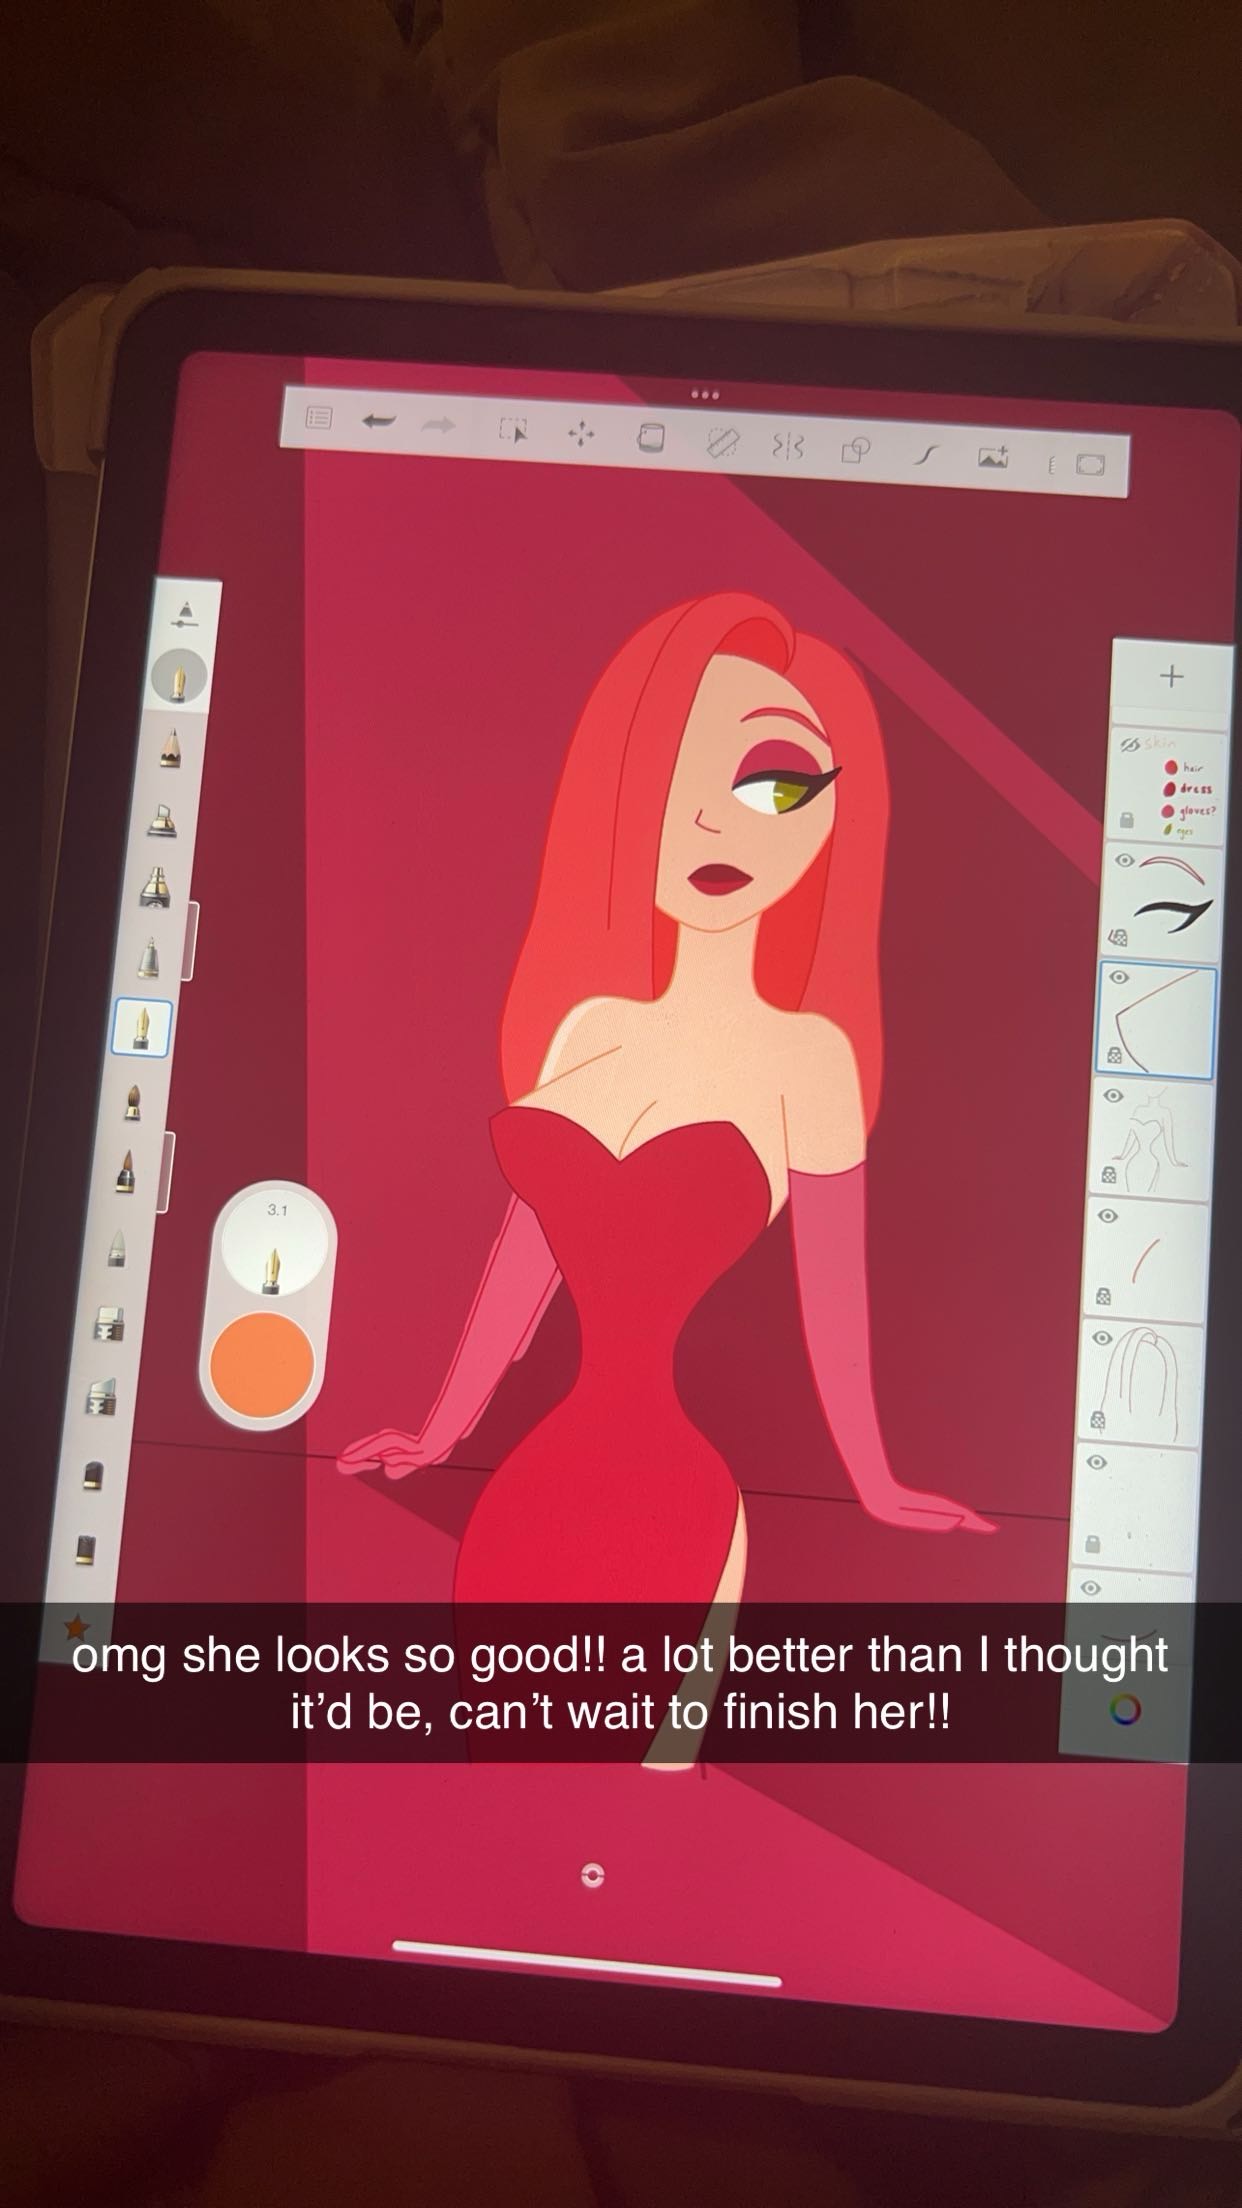 skin
hair
dress
gloves?
eyes
3.1
omg she looks so good!! a lot better than I thought
it’d be, can’t wait to finish her!!